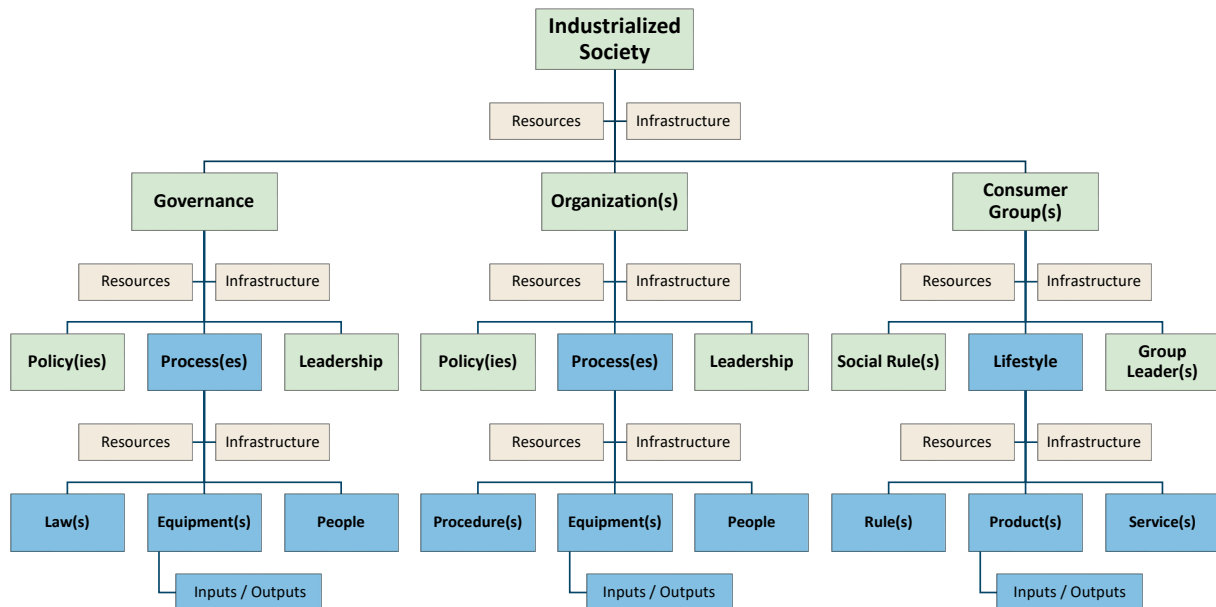 Industrialized
Society
Resources
Infrastructure
Governance
Organization(s)
Consumer
Group(s)
Resources
Infrastructure
Resources
Infrastructure
Resources
Infrastructure
Policy(ies)
Process(es)
Leadership
Policy(ies)
Process(es)
Leadership
Social Rule(s)
Lifestyle
Group
Leader(s)
Resources
Infrastructure
Resources
Infrastructure
Resources
Infrastructure
Law(s)
Equipment(s)
People
Procedure(s)
Equipment(s)
People
Rule(s)
Product(s)
Service(s)
Inputs / Outputs
Inputs / Outputs
Inputs / Outputs